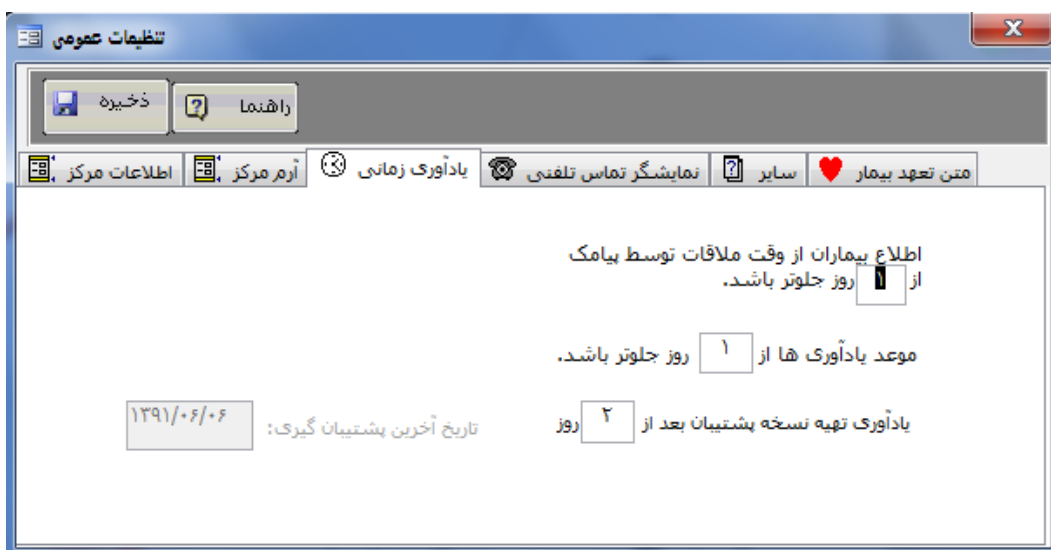 تنظیمات عمومی
ذخیره
راهنما
اطلاعات مرکز
آرم مرکز
یادآوری زمانی
نمایشگر تماس تلفنی
سایر
متن تعهد بیمار
اطلاع بیماران از وقت ملاقات توسط پیامک
از ۱ روز جلوتر باشد.
موعد یادآوری ها از ۱ روز جلوتر باشد.
یادآوری تهیه نسخه پشتیبان بعد از ۲ روز
تاریخ آخرین پشتیبان گیری: ۱۳۹۱/۰۶/۰۶